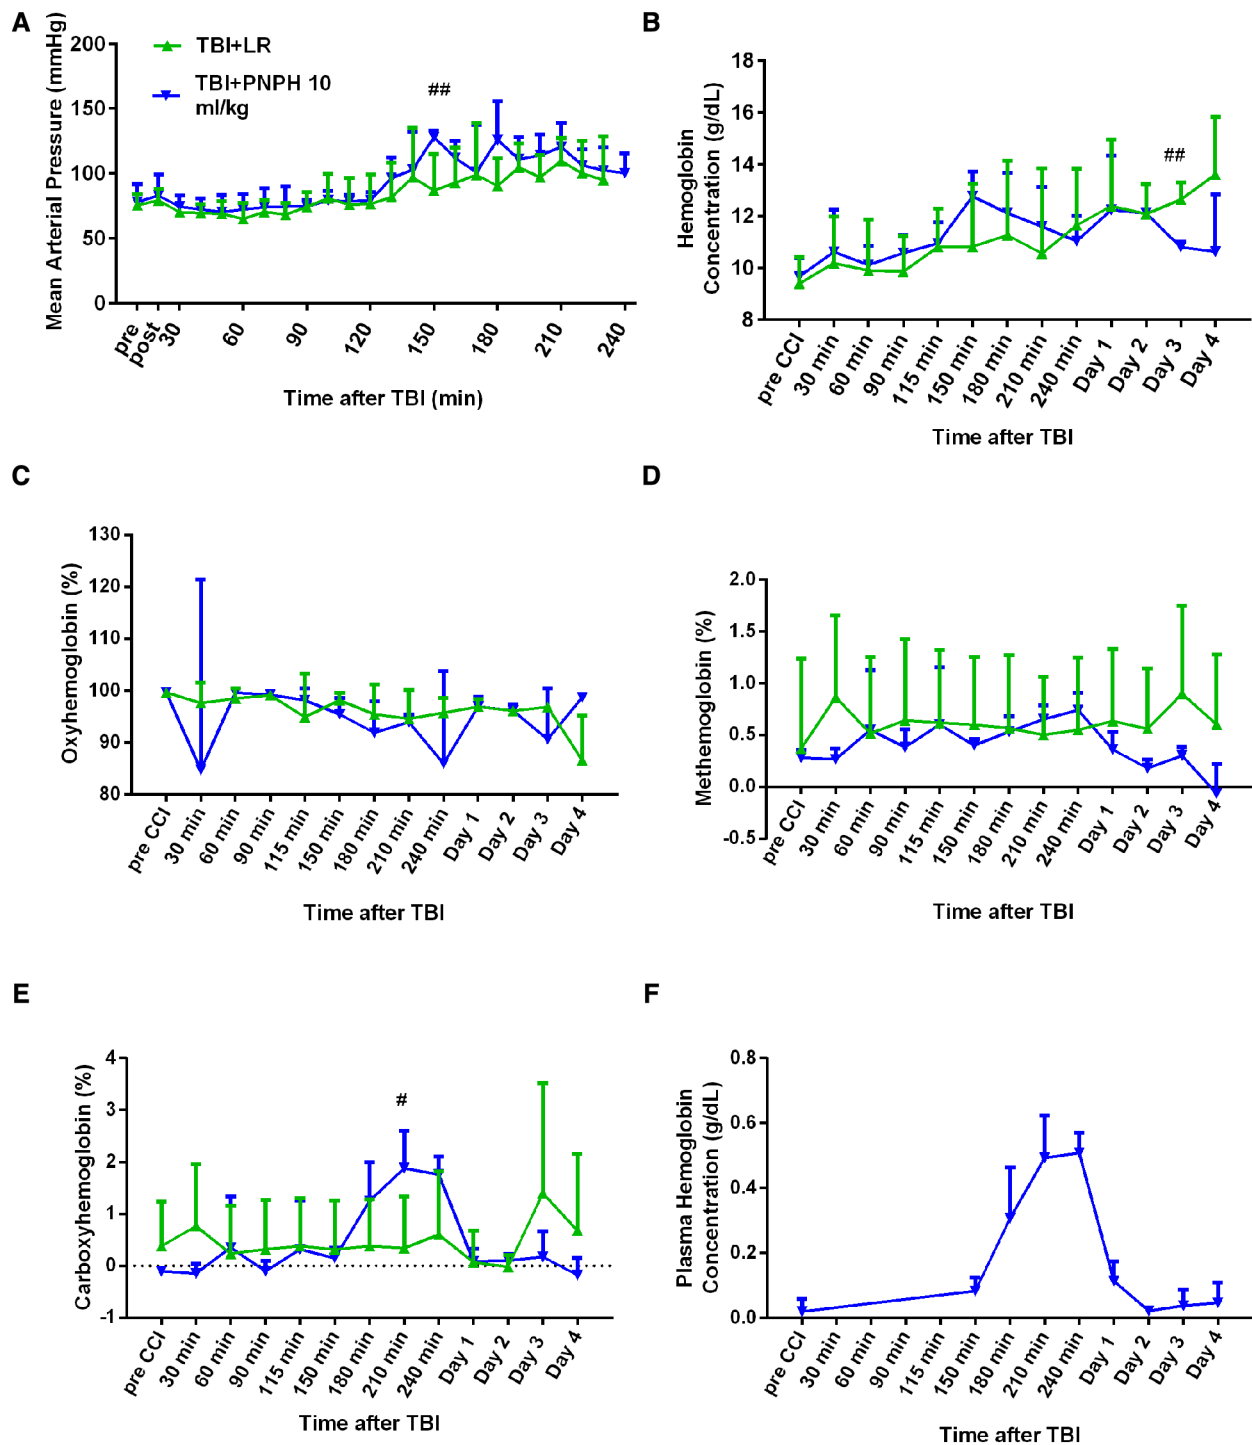 A
Mean Arterial Pressure (mmHg)
200
150
100
50
0
TBI+LR
TBI+PNPH 10
ml/kg
##
pre
post
30
60
90
120
150
180
210
240
Time after TBI (min)
B
Hemoglobin
Concentration (g/dL)
18
16
14
12
10
8
##
pre CCI
30 min
60 min
90 min
115 min
150 min
180 min
210 min
240 min
Day 1
Day 2
Day 3
Day 4
Time after TBI
C
Oxyhemoglobin (%)
130
120
110
100
90
80
pre CCI
30 min
60 min
90 min
115 min
150 min
180 min
210 min
240 min
Day 1
Day 2
Day 3
Day 4
Time after TBI
D
Methemoglobin (%)
2.0
1.5
1.0
0.5
0.0
-0.5
pre CCI
30 min
60 min
90 min
115 min
150 min
180 min
210 min
240 min
Day 1
Day 2
Day 3
Day 4
Time after TBI
E
Carboxyhemoglobin (%)
4
3
2
1
0
-1
#
pre CCI
30 min
60 min
90 min
115 min
150 min
180 min
210 min
240 min
Day 1
Day 2
Day 3
Day 4
Time after TBI
F
Plasma Hemoglobin
Concentration (g/dL)
0.8
0.6
0.4
0.2
0.0
pre CCI
30 min
60 min
90 min
115 min
150 min
180 min
210 min
240 min
Day 1
Day 2
Day 3
Day 4
Time after TBI